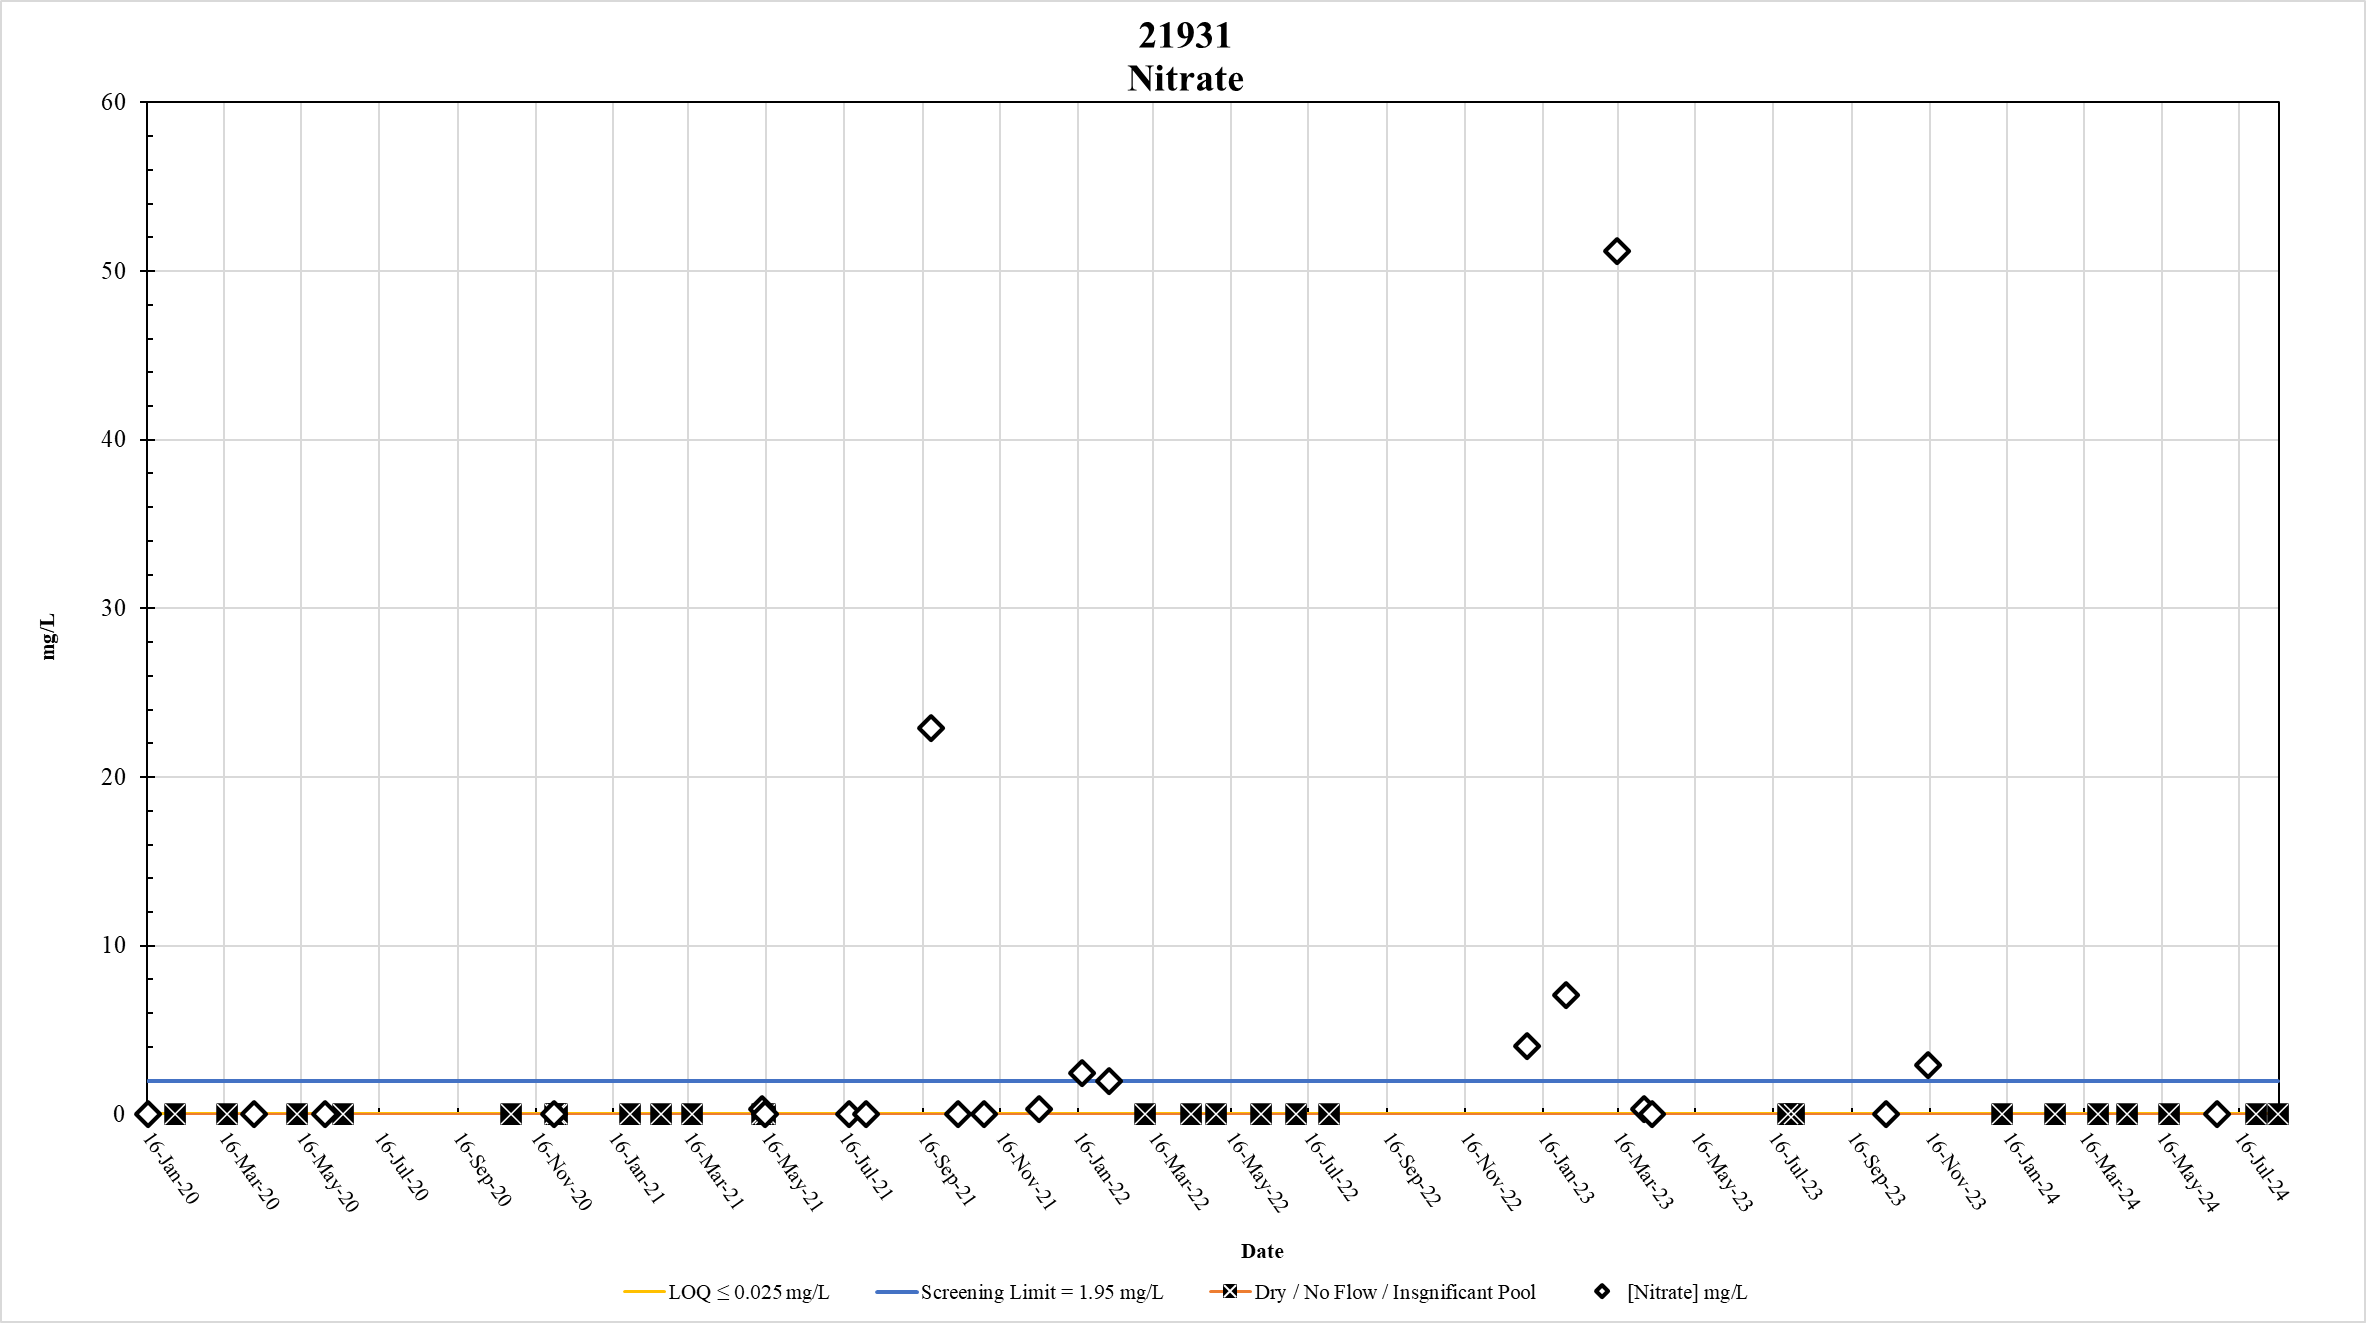 21931
Nitrate
60
50
40
30
20
10
0
mg/L
16-Jan-20
16-Mar-20
16-May-20
16-Jul-20
16-Sep-20
16-Nov-20
16-Jan-21
16-Mar-21
16-May-21
16-Jul-21
16-Sep-21
16-Nov-21
16-Jan-22
16-Mar-22
16-May-22
16-Jul-22
16-Sep-22
16-Nov-22
16-Jan-23
16-Mar-23
16-May-23
16-Jul-23
16-Sep-23
16-Nov-23
16-Jan-24
16-Mar-24
16-May-24
16-Jul-24
Date
LOQ ≤ 0.025 mg/L
Screening Limit = 1.95 mg/L
Dry / No Flow / Insgnificant Pool
[Nitrate] mg/L